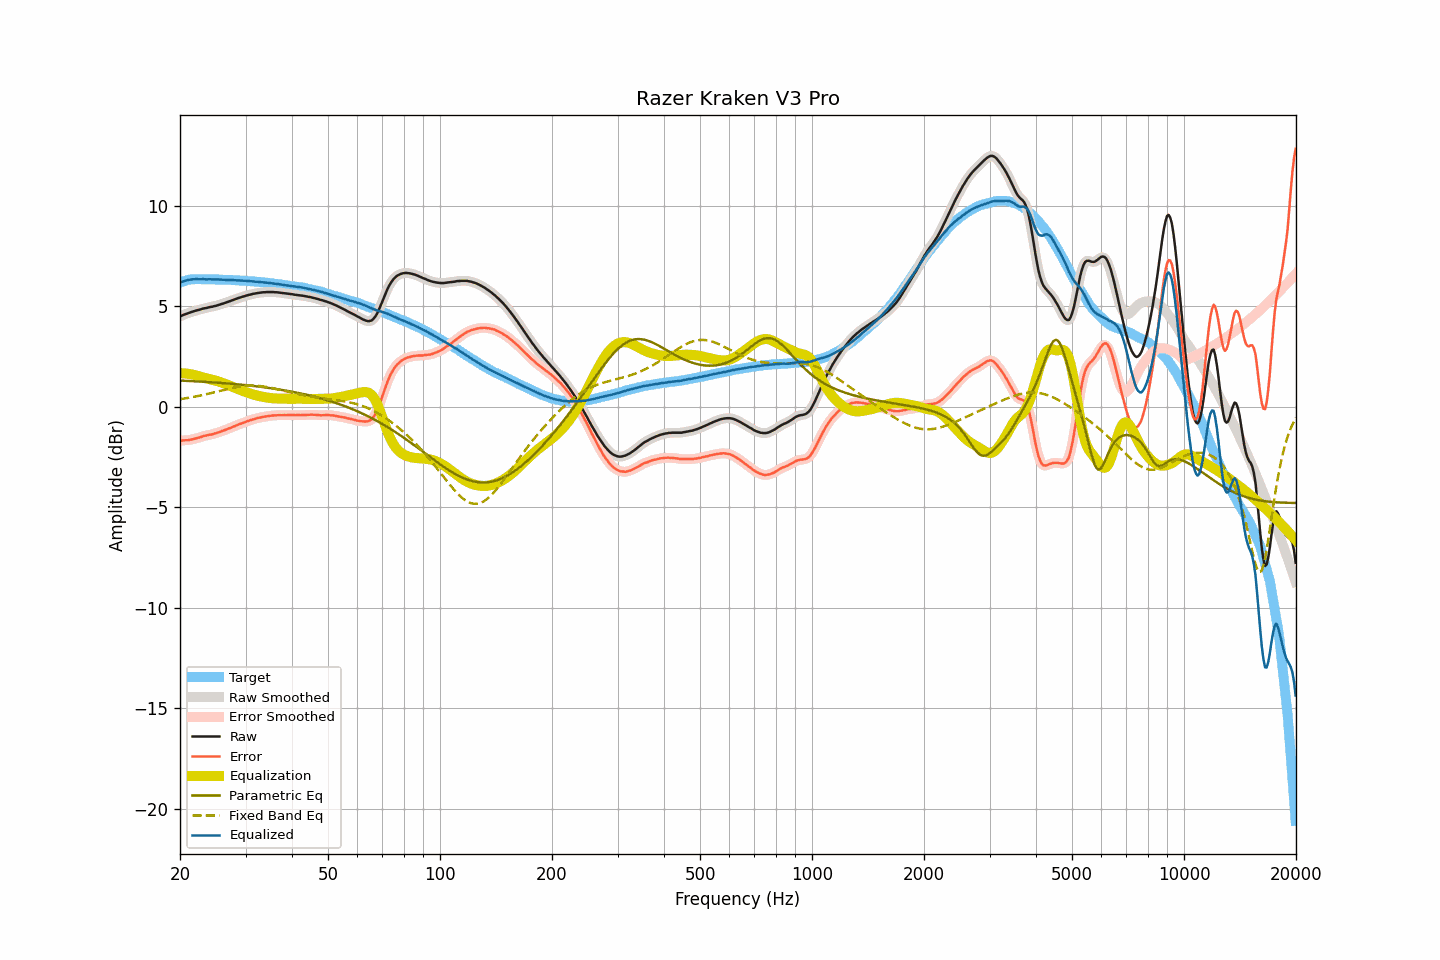 Razer Kraken V3 Pro
Amplitude (dBr)
10
5
0
−5
−10
−15
−20
Target
Raw Smoothed
Error Smoothed
Raw
Error
Equalization
Parametric Eq
Fixed Band Eq
Equalized
20 50 100 200 500 1000 2000 5000 10000 20000
Frequency (Hz)